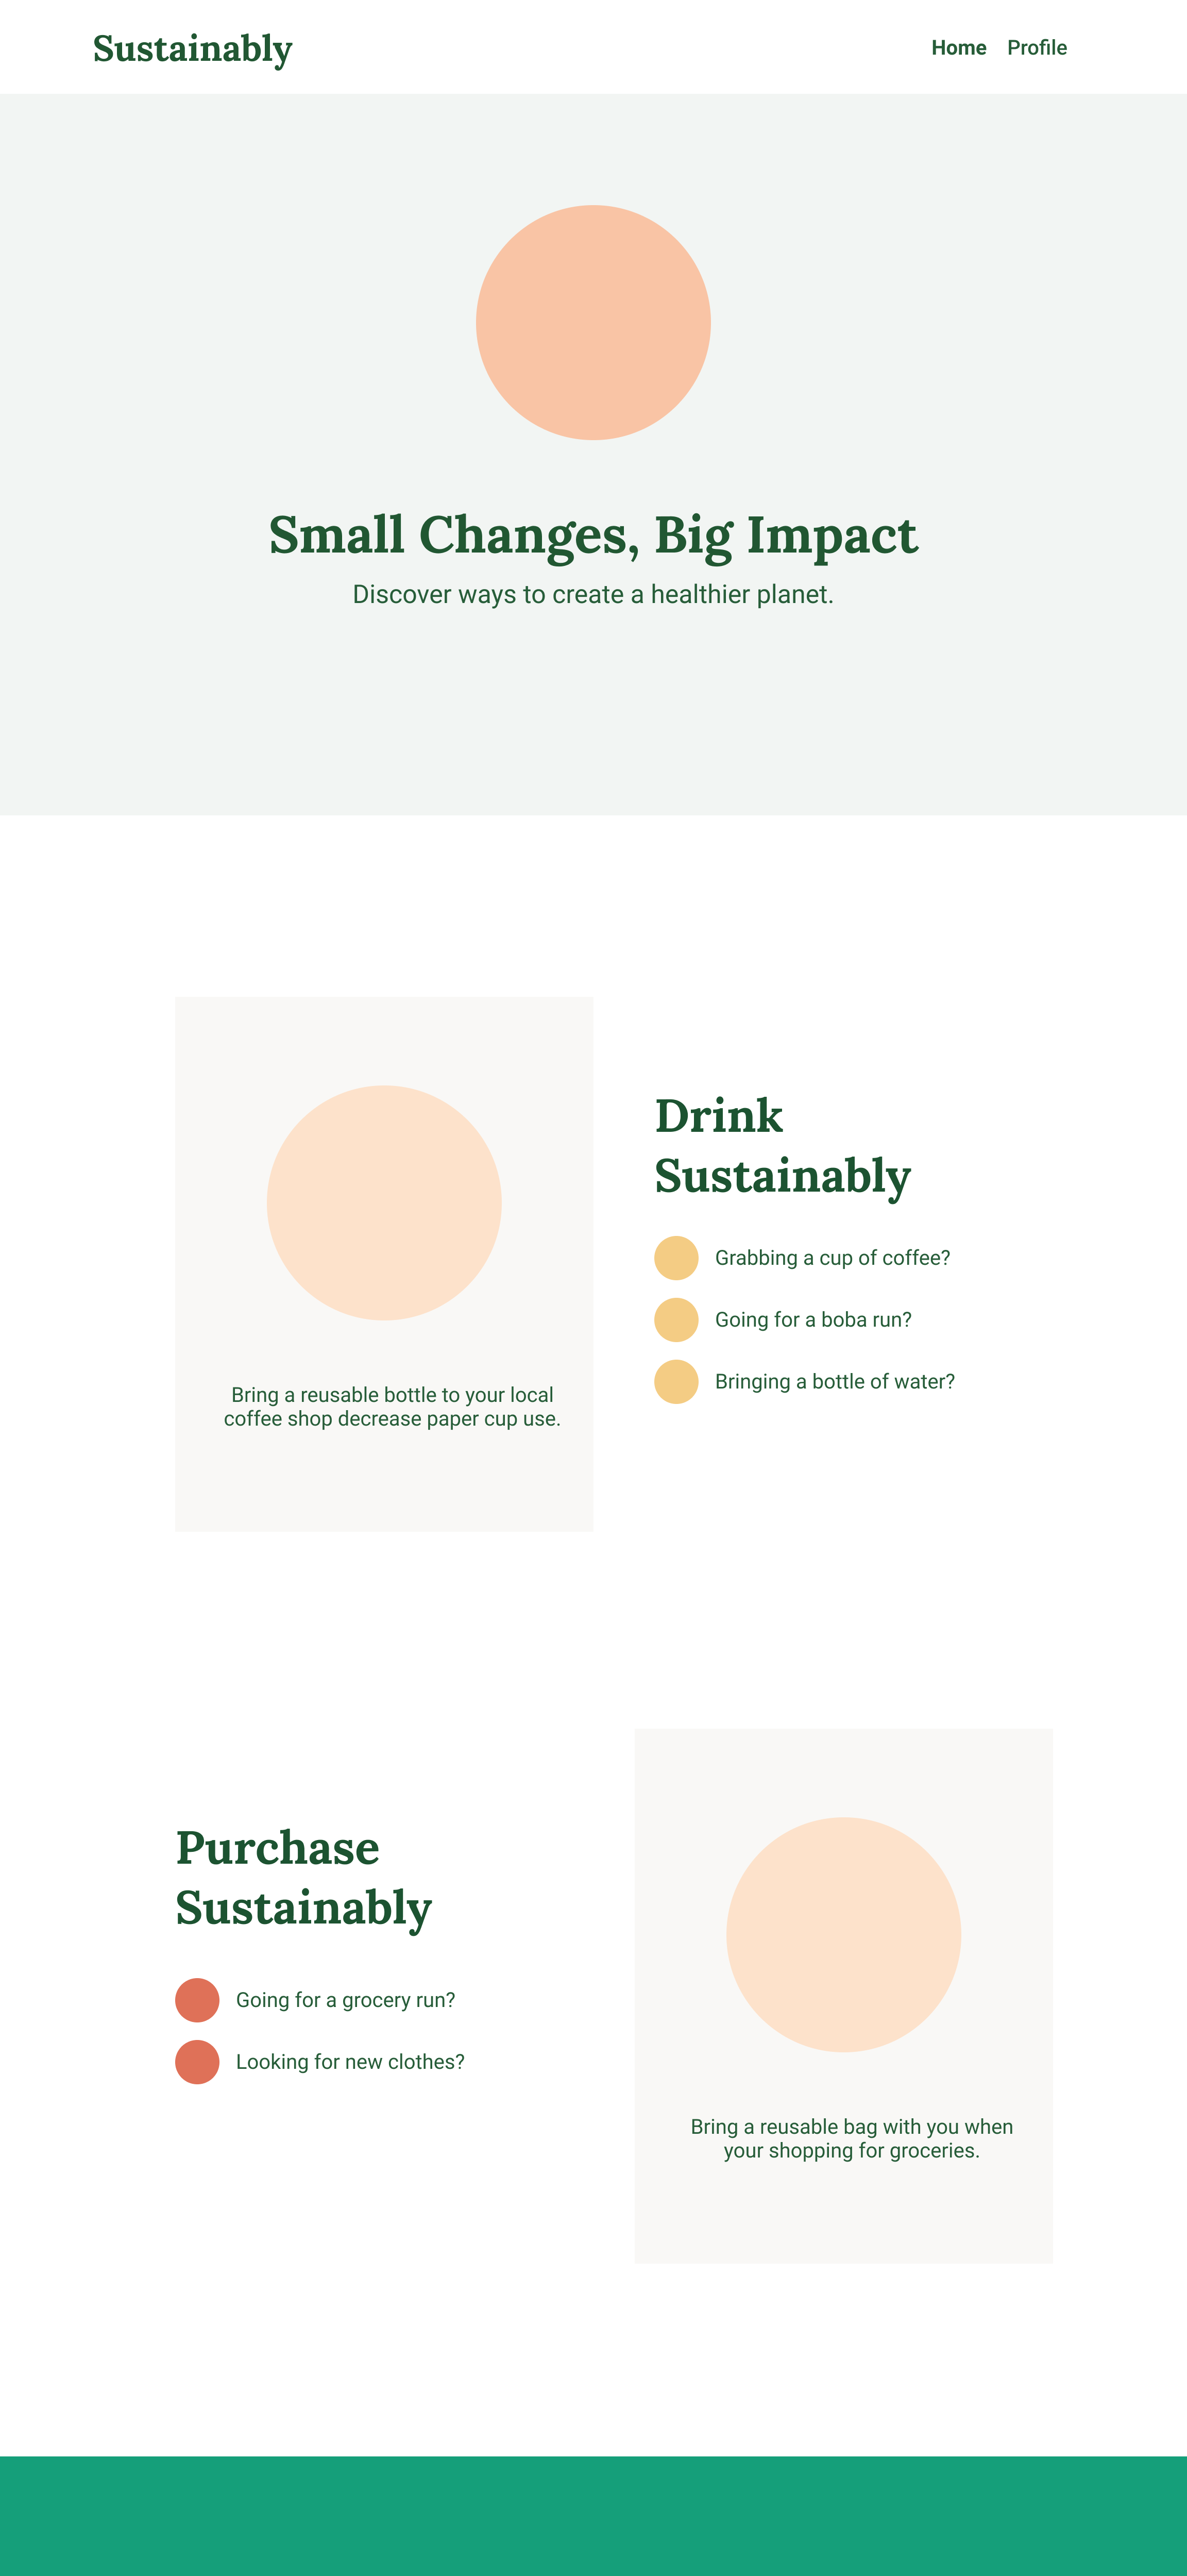 Sustainably
Home Profile
Small Changes, Big Impact
Discover ways to create a healthier planet.
Drink
Sustainably
Grabbing a cup of coffee?
Going for a boba run?
Bringing a bottle of water?
Bring a reusable bottle to your local
coffee shop decrease paper cup use.
Purchase
Sustainably
Going for a grocery run?
Looking for new clothes?
Bring a reusable bag with you when
your shopping for groceries.